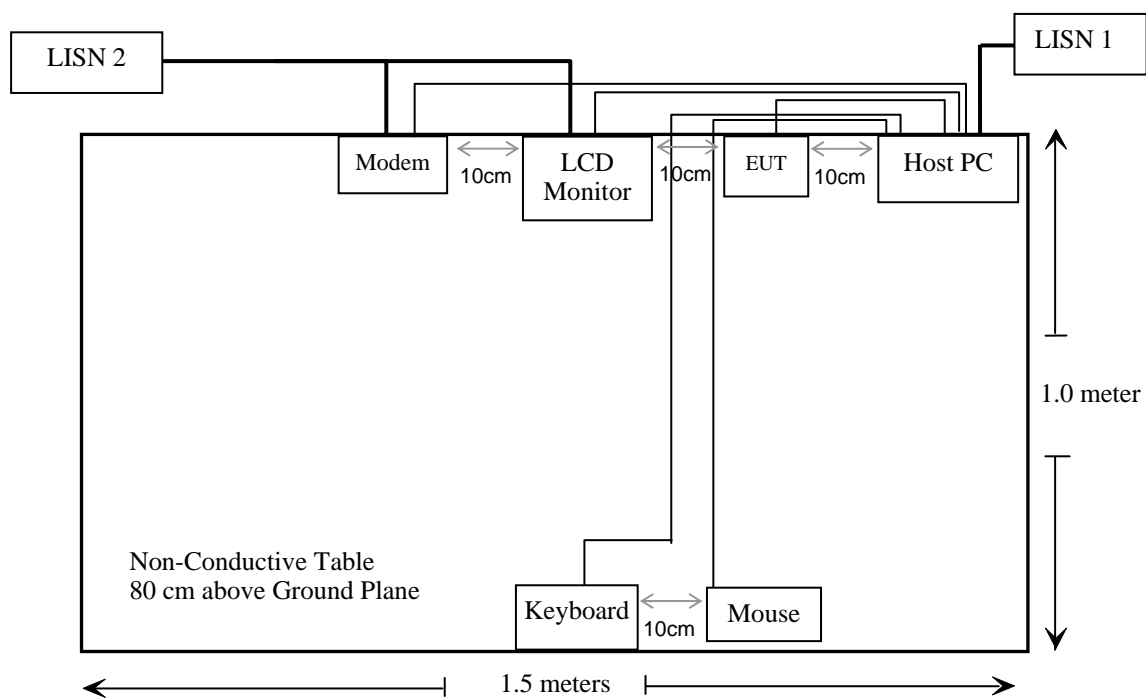 LISN 2
LISN 1
Modem
10cm
LCD
Monitor
10cm
EUT
10cm
Host PC
1.0 meter
Non-Conductive Table
80 cm above Ground Plane
Keyboard
10cm
Mouse
1.5 meters